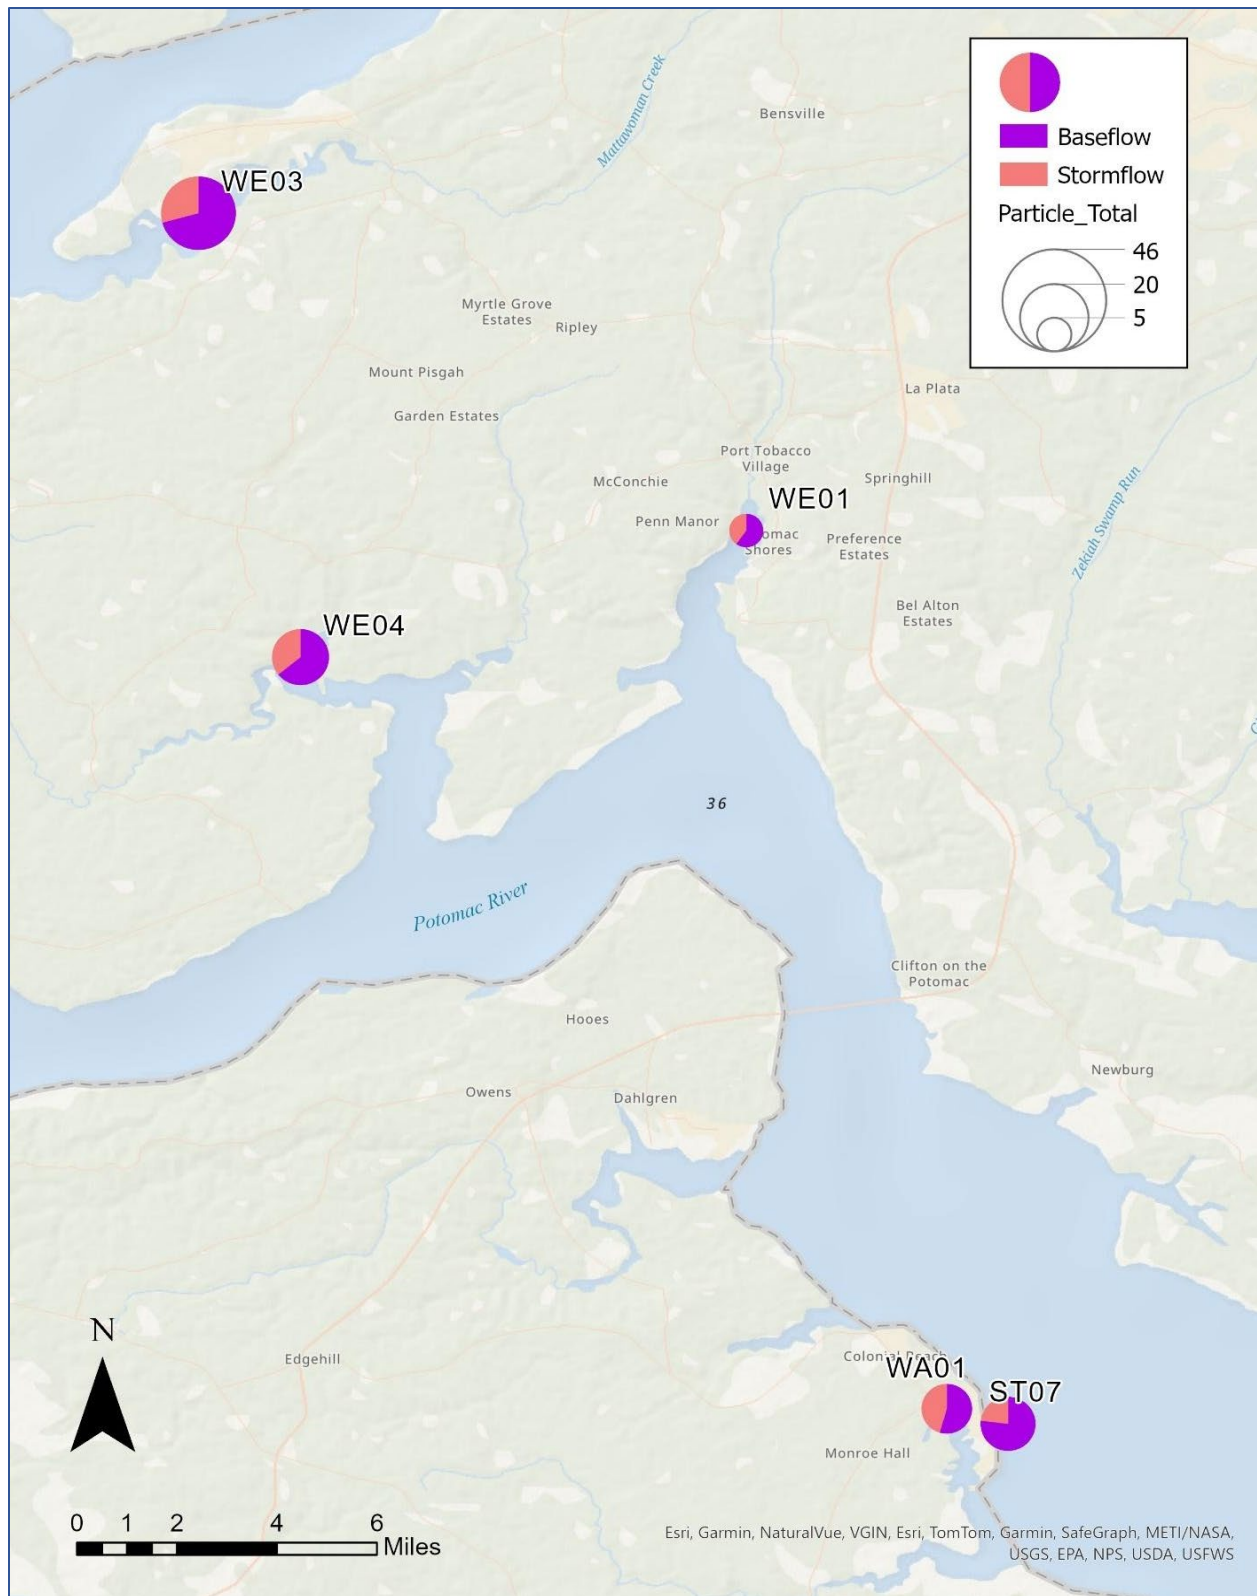 Baseflow
Stormflow
Particle_Total
46
20
5
Mattawoman Creek
Bensville
WE03
Myrtle Grove
Estates
Ripley
Mount Pisgah
La Plata
Garden Estates
Port Tobacco
Village
McConchie
Springhill
Zekiah Swamp Run
WE01
Penn Manor
Shores
Preference
Estates
Bel Alton
Estates
WE04
36
Potomac River
Clifton on the
Potomac
Hooes
Newburg
Owens
Dahlgren
N
Edgehill
Colonial Beach
WA01
ST07
Monroe Hall
0 1 2 4 6
Miles
Esri, Garmin, NaturalVue, VGIN, Esri, TomTom, Garmin, SafeGraph, METI/NASA,
USGS, EPA, NPS, USDA, USFWS